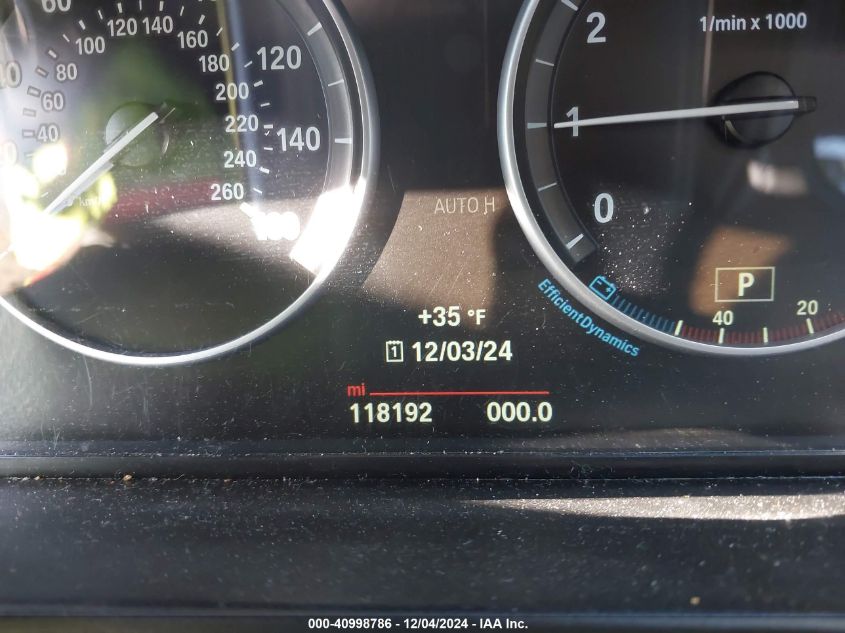 120 140 160
100
80
60
40
180
200
220
240
260
120
140
km/h
2
1
0
1/min x 1000
AUTO H
P
EfficientDynamics
40 20
+35 °F
1 12/03/24
mi
118192 000.0
000-40998786 - 12/04/2024 - IAA Inc.